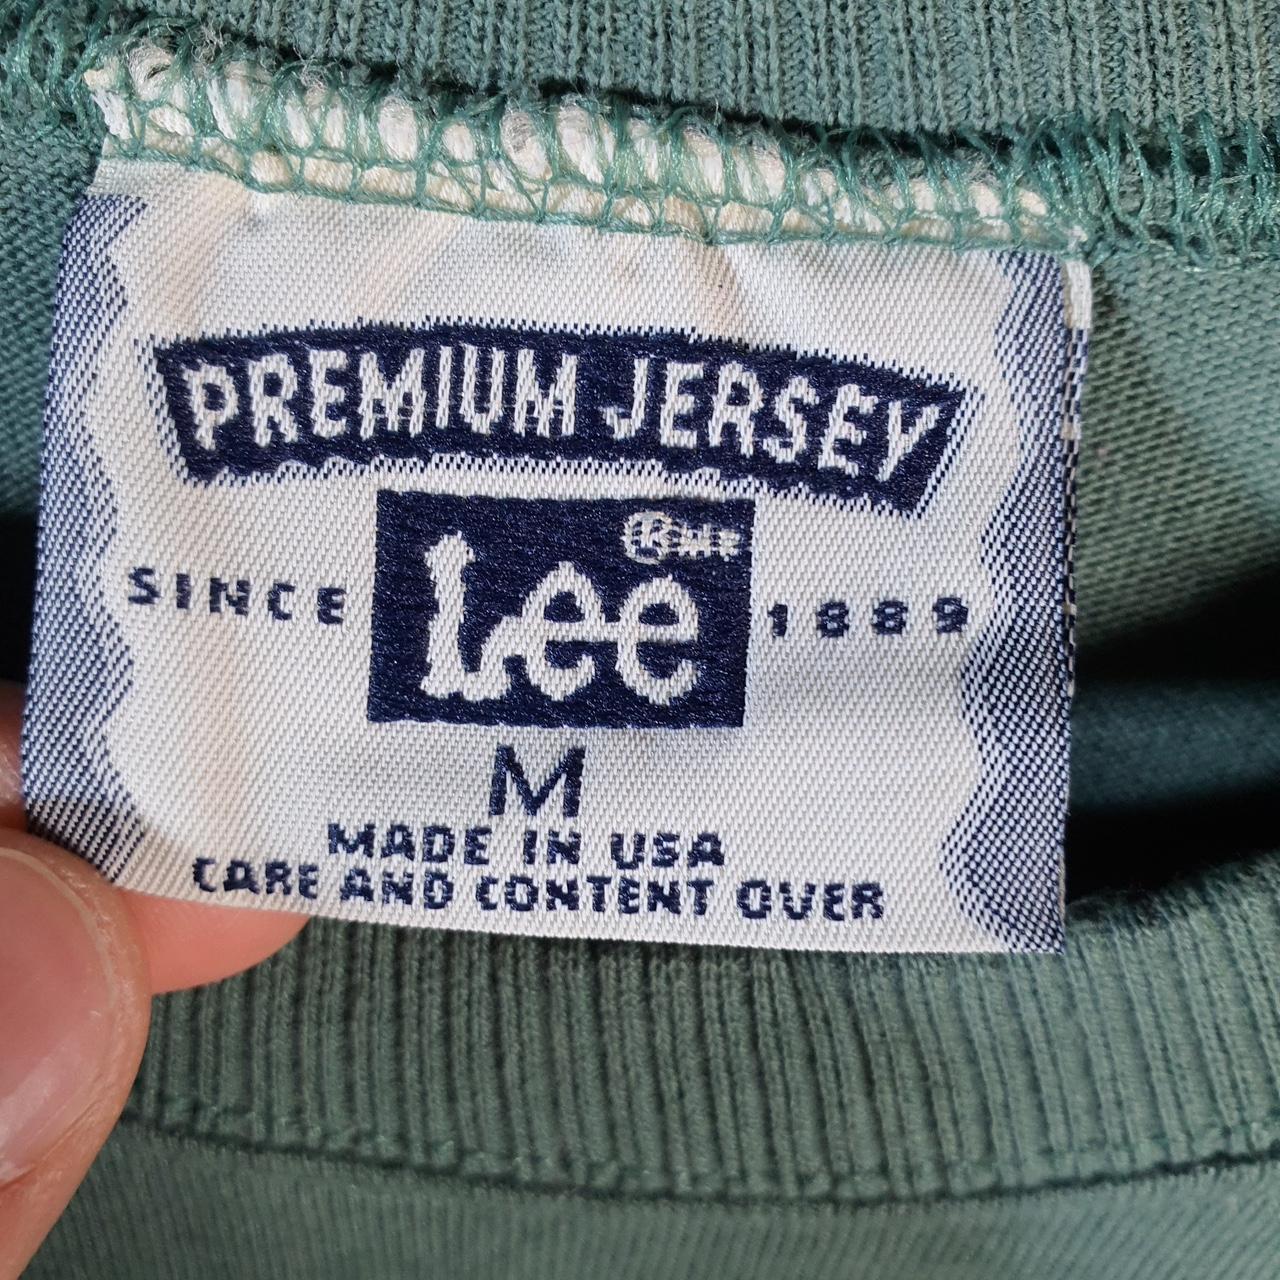 PREMIUM JERSEY
Lee ®
SINCE 1889
M
MADE IN USA
CARE AND CONTENT OVER